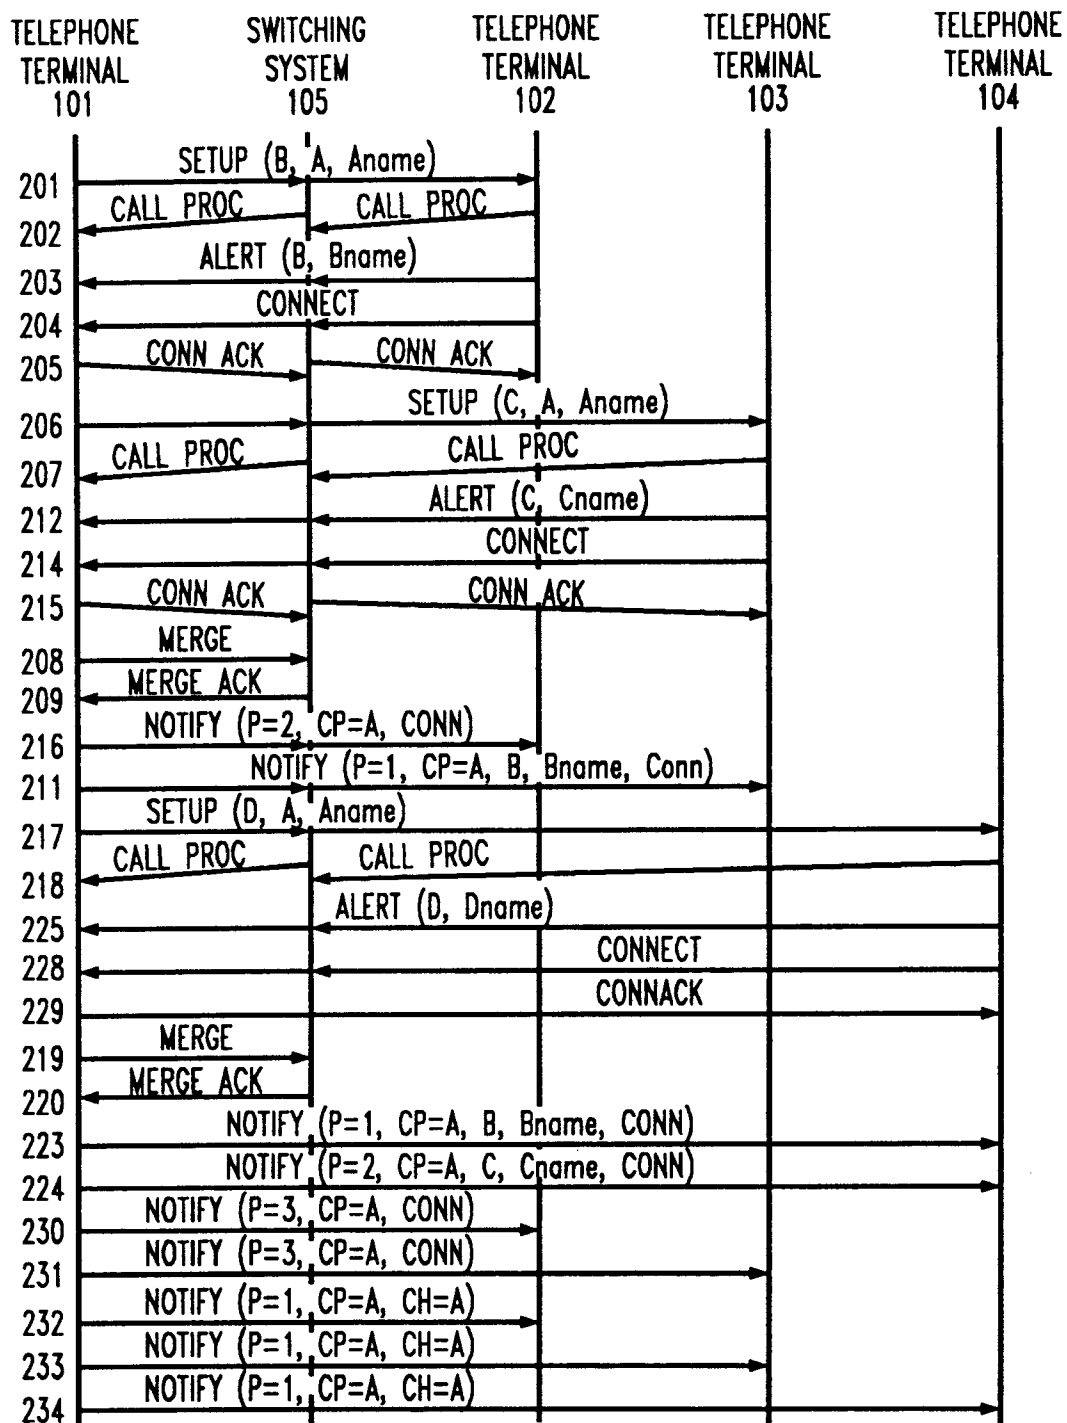 TELEPHONE TERMINAL 101
SWITCHING SYSTEM 105
TELEPHONE TERMINAL 102
TELEPHONE TERMINAL 103
TELEPHONE TERMINAL 104
201 SETUP (B, A, Aname)
202 CALL PROC CALL PROC
203 ALERT (B, Bname)
204 CONNECT
205 CONN ACK CONN ACK
206 SETUP (C, A, Aname)
207 CALL PROC CALL PROC
212 ALERT (C, Cname)
214 CONNECT
215 CONN ACK CONN ACK
208 MERGE
209 MERGE ACK
216 NOTIFY (P=2, CP=A, CONN)
211 NOTIFY (P=1, CP=A, B, Bname, Conn)
217 SETUP (D, A, Aname)
218 CALL PROC CALL PROC
225 ALERT (D, Dname)
228 CONNECT
229 CONNACK
219 MERGE
220 MERGE ACK
223 NOTIFY (P=1, CP=A, B, Bname, CONN)
224 NOTIFY (P=2, CP=A, C, Cname, CONN)
230 NOTIFY (P=3, CP=A, CONN)
231 NOTIFY (P=3, CP=A, CONN)
232 NOTIFY (P=1, CP=A, CH=A)
233 NOTIFY (P=1, CP=A, CH=A)
234 NOTIFY (P=1, CP=A, CH=A)